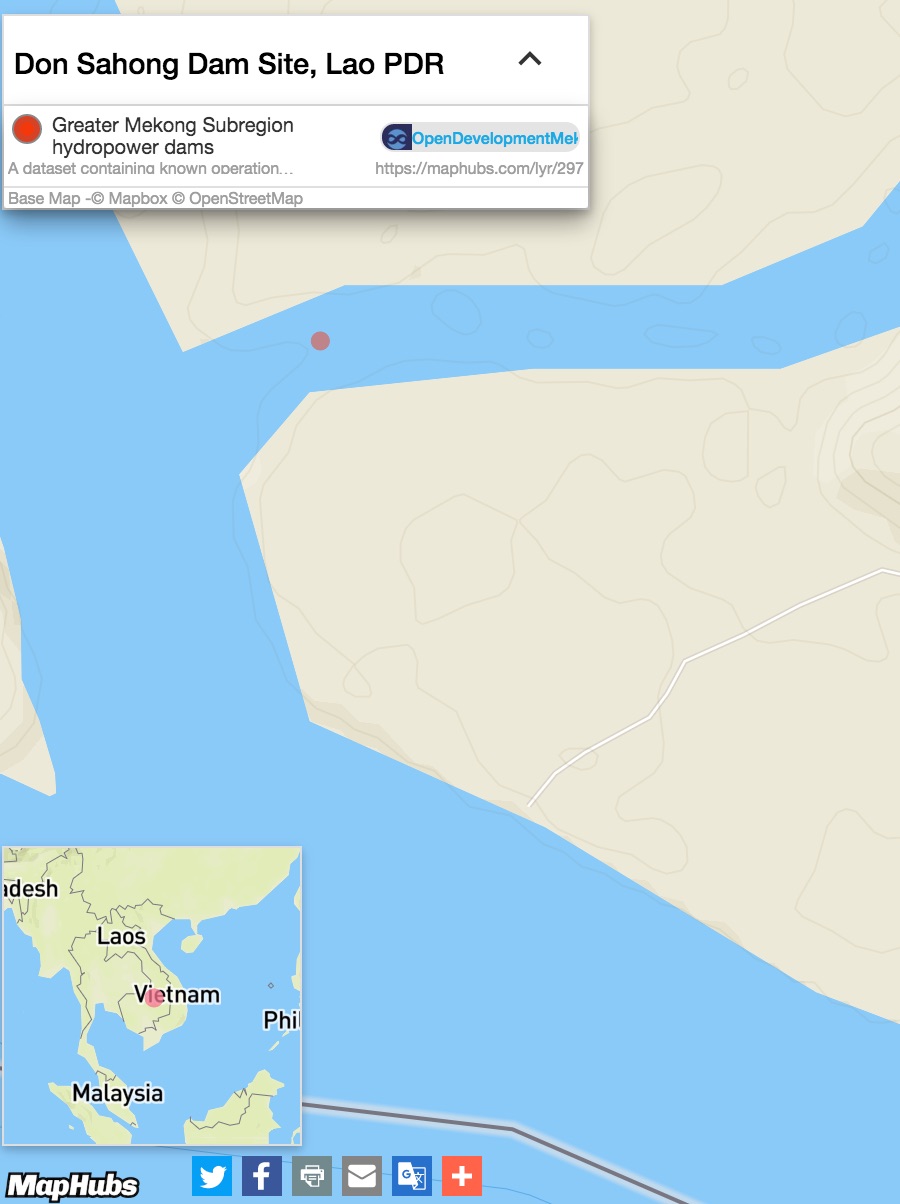 Don Sahong Dam Site, Lao PDR
Greater Mekong Subregion
hydropower dams
OpenDevelopmentMek
A dataset containing known operation...
https://maphubs.com/lyr/297
Base Map -© Mapbox © OpenStreetMap
adesh
Laos
Vietnam
Phil
Malaysia
MapHubs